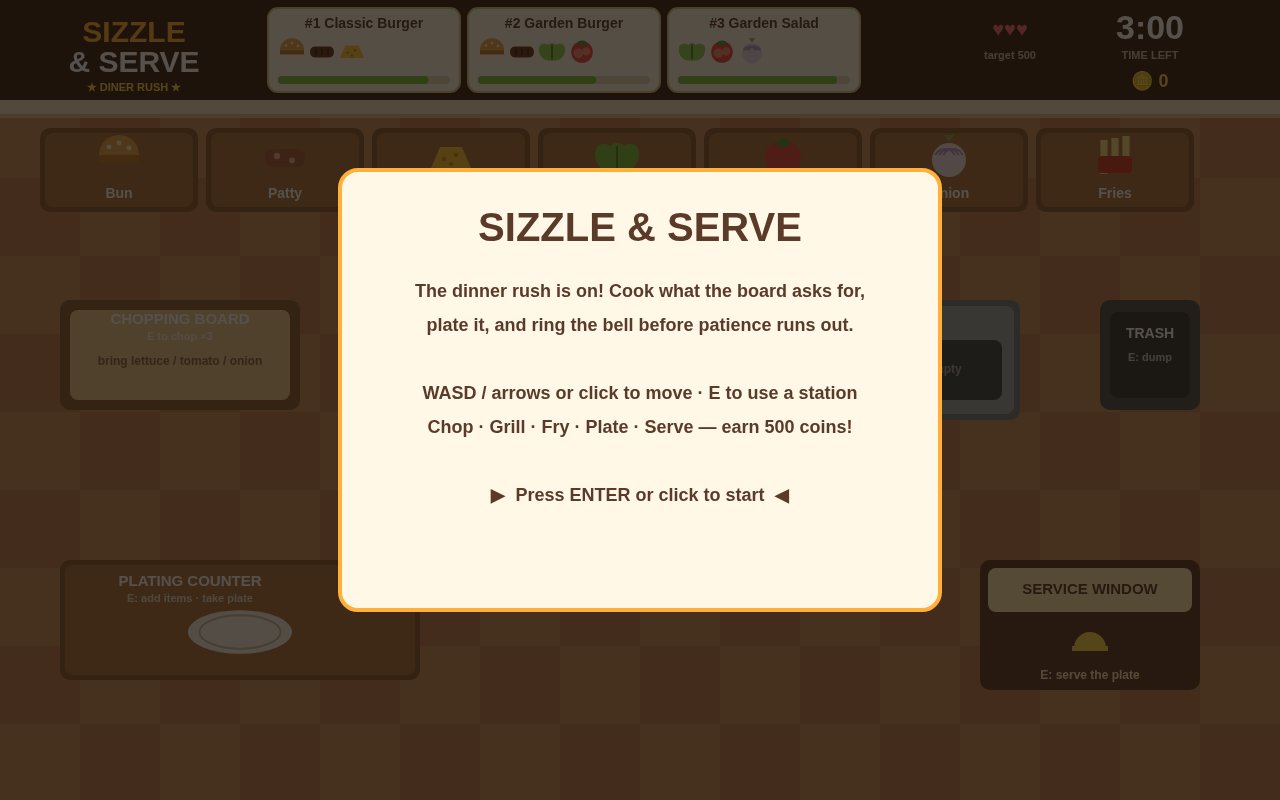 SIZZLE
& SERVE
★ DINER RUSH ★
#1 Classic Burger
#2 Garden Burger
#3 Garden Salad
♥♥♥
target 500
3:00
TIME LEFT
0
Bun
Patty
Fries
SIZZLE & SERVE
The dinner rush is on! Cook what the board asks for,
plate it, and ring the bell before patience runs out.
WASD / arrows or click to move · E to use a station
Chop · Grill · Fry · Plate · Serve — earn 500 coins!
▶ Press ENTER or click to start ◀
CHOPPING BOARD
E to chop ×3
bring lettuce / tomato / onion
TRASH
E: dump
PLATING COUNTER
E: add items · take plate
SERVICE WINDOW
E: serve the plate